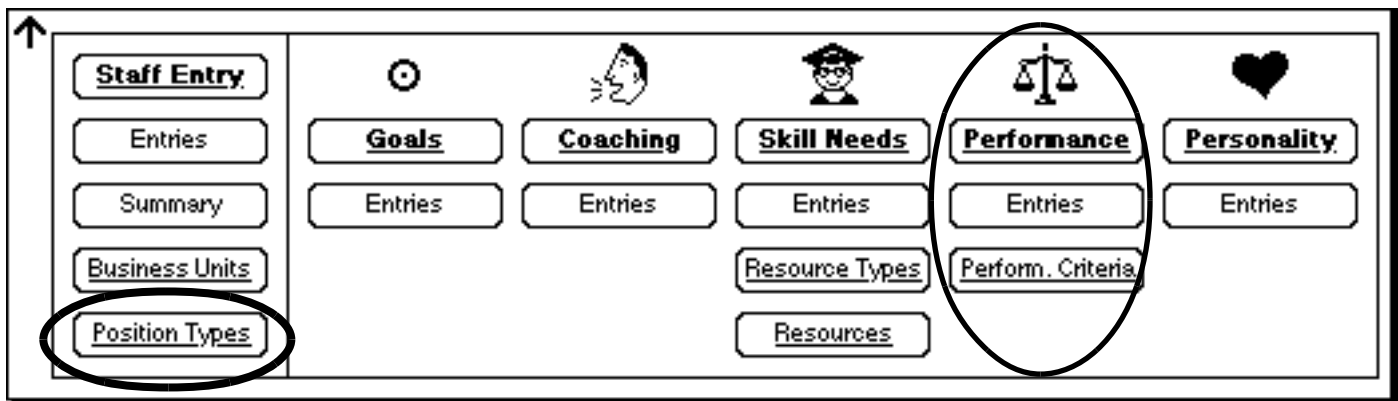 Staff Entry
Entries
Summary
Business Units
Position Types
Goals
Entries
Coaching
Entries
Skill Needs
Entries
Resource Types
Resources
Performance
Entries
Perform. Criteria
Personality
Entries